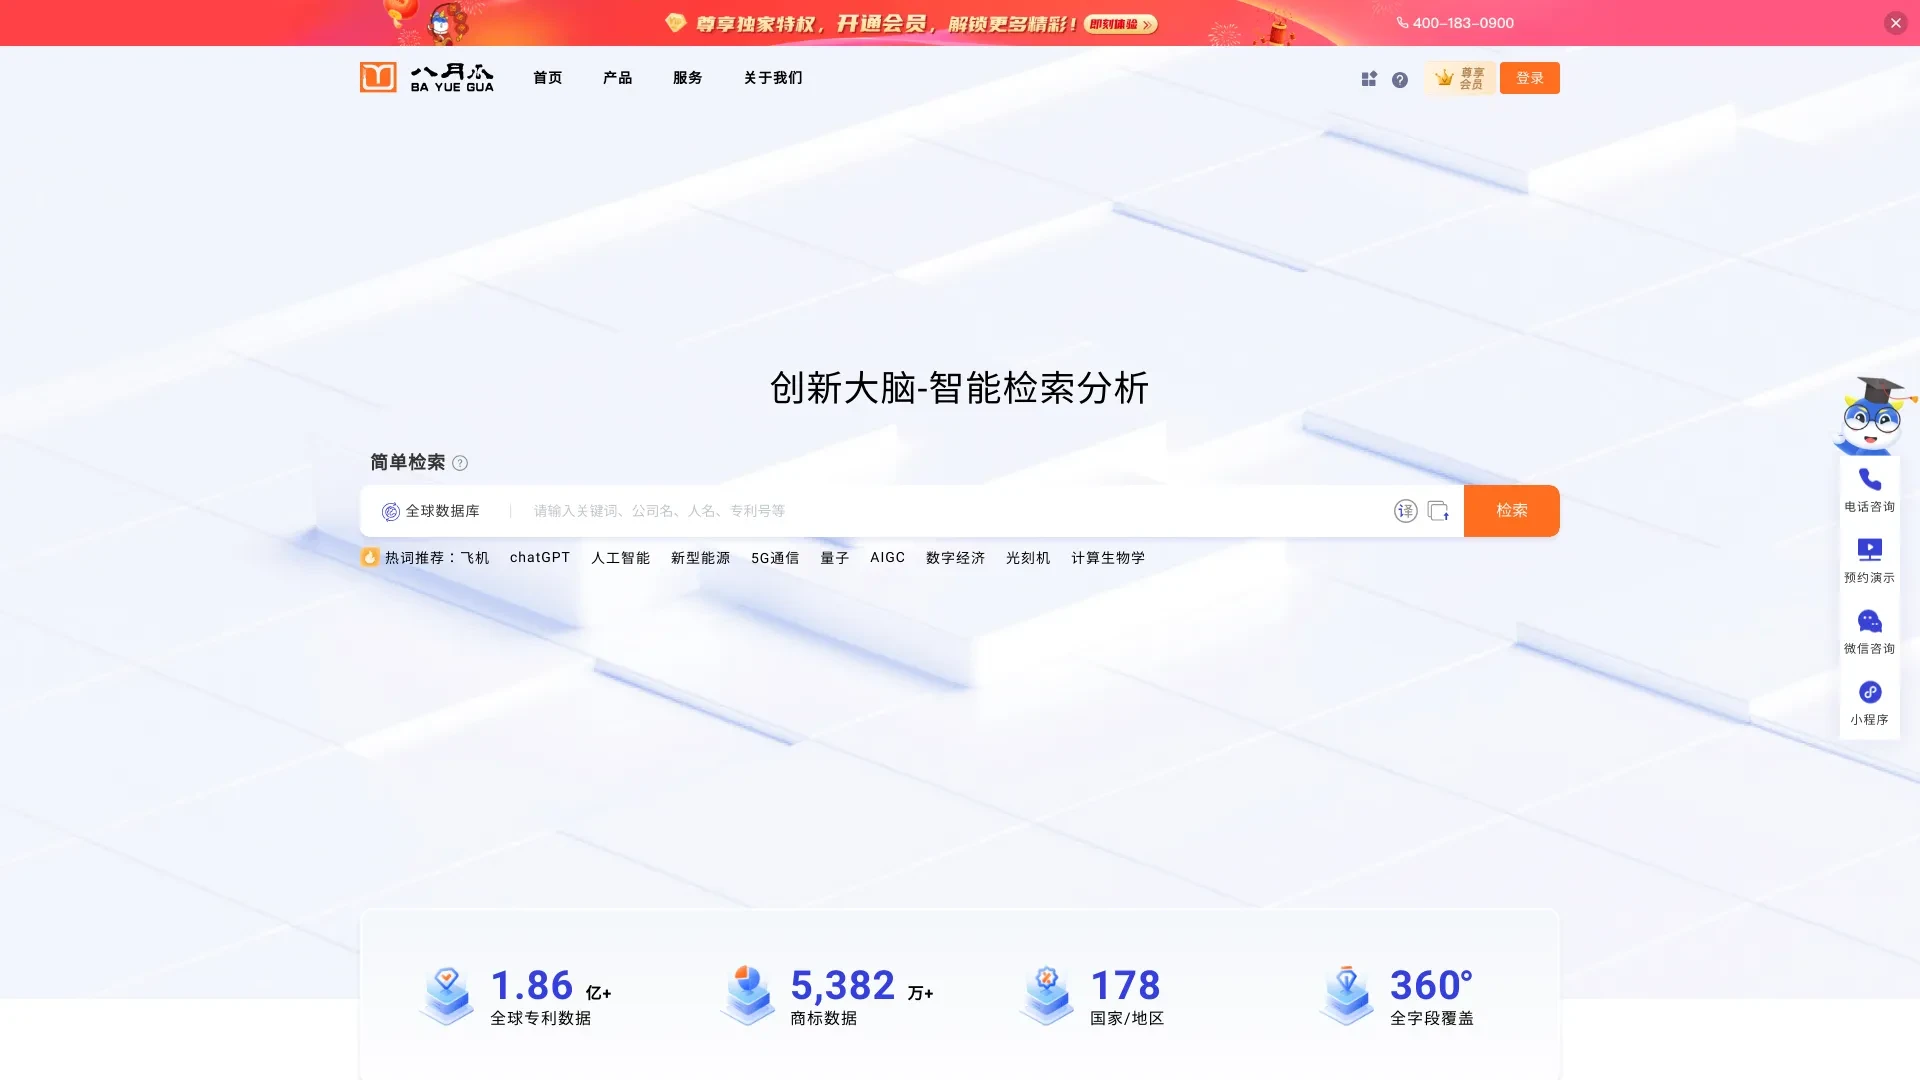 尊享独家特权，开通会员，解锁更多精彩！ 即刻体验 400-183-0900
八月瓜
BA YUE GUA
首页 产品 服务 关于我们
尊享
会员
登录
创新大脑-智能检索分析
简单检索
全球数据库 请输入关键词、公司名、人名、专利号等 译 检索
热词推荐：飞机 chatGPT 人工智能 新型能源 5G通信 量子 AIGC 数字经济 光刻机 计算生物学
电话咨询
预约演示
微信咨询
小程序
1.86 亿+
全球专利数据
5,382 万+
商标数据
178
国家/地区
360°
全字段覆盖